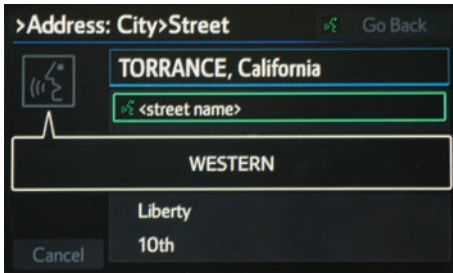 >Address: City>Street
Go Back
TORRANCE, California
<street name>
WESTERN
Liberty
10th
Cancel